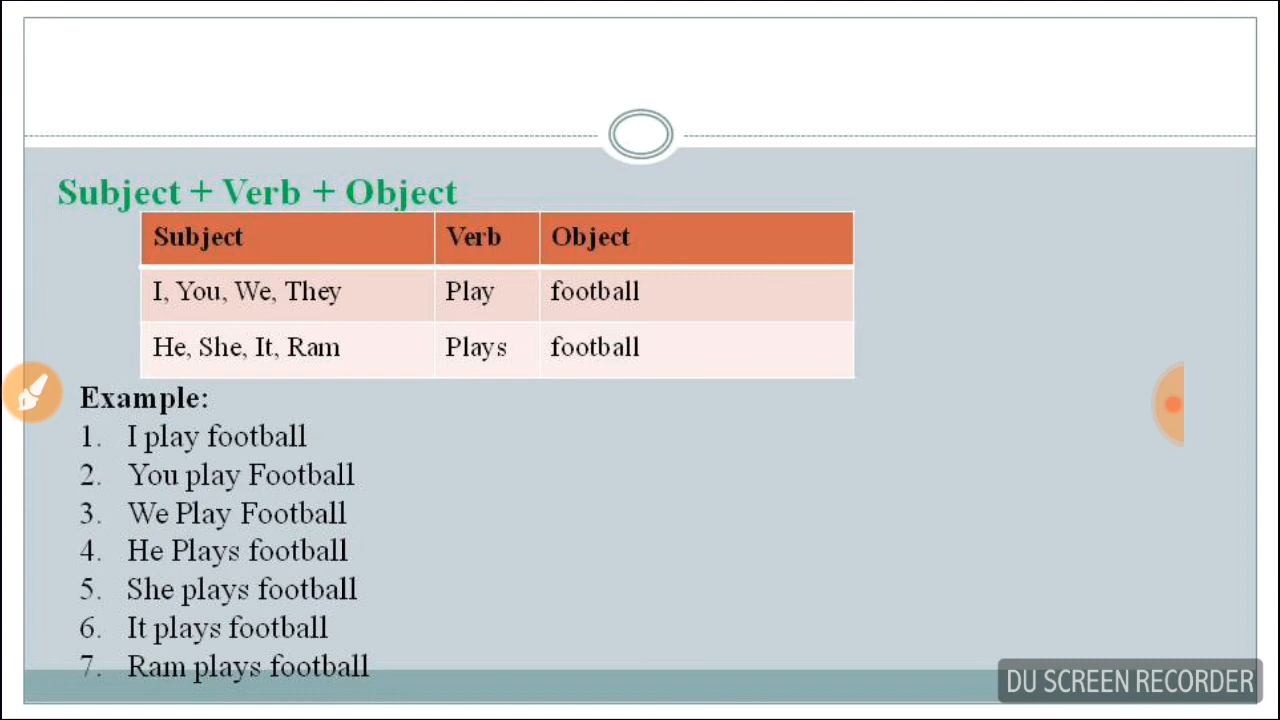 Subject + Verb + Object
Subject Verb Object
I, You, We, They Play football
He, She, It, Ram Plays football
Example:
1. I play football
2. You play Football
3. We Play Football
4. He Plays football
5. She plays football
6. It plays football
7. Ram plays football
DU SCREEN RECORDER